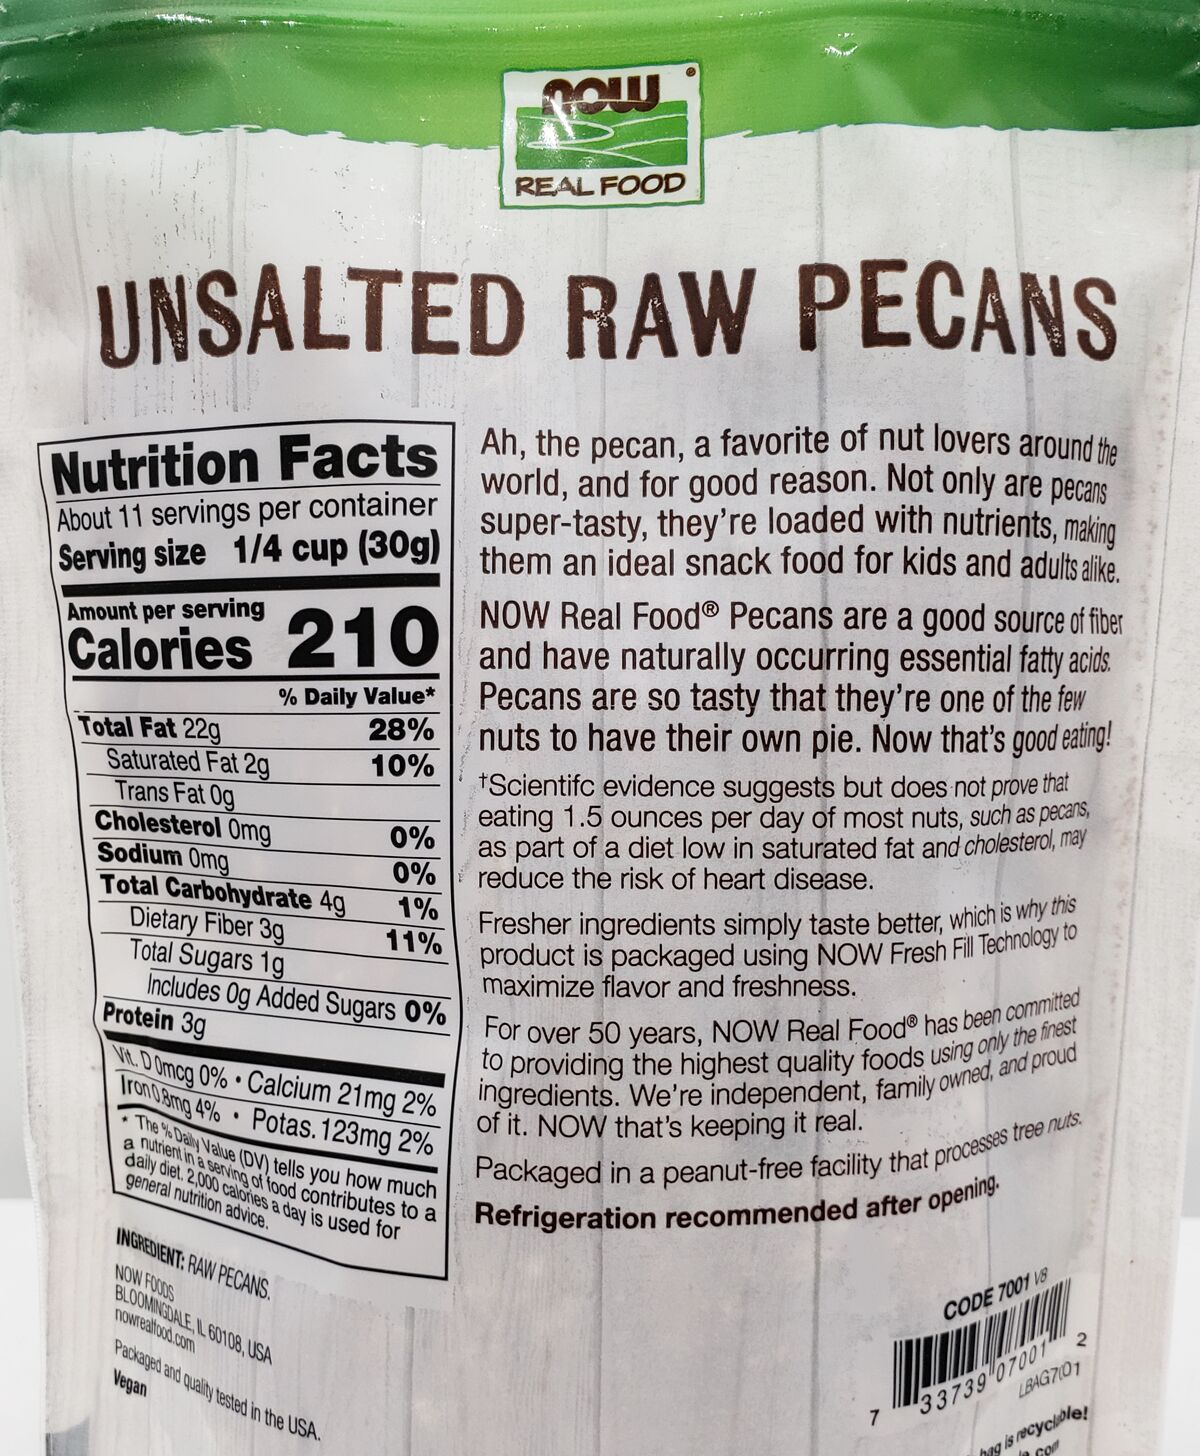 NOW
REAL FOOD
UNSALTED RAW PECANS
Nutrition Facts
About 11 servings per container
Serving size 1/4 cup (30g)
Amount per serving
Calories 210
% Daily Value*
Total Fat 22g 28%
Saturated Fat 2g 10%
Trans Fat 0g
Cholesterol 0mg 0%
Sodium 0mg 0%
Total Carbohydrate 4g 1%
Dietary Fiber 3g 11%
Total Sugars 1g
Includes 0g Added Sugars 0%
Protein 3g
Vit. D 0mcg 0% • Calcium 21mg 2%
Iron 0.8mg 4% • Potas. 123mg 2%
* The % Daily Value (DV) tells you how much
a nutrient in a serving of food contributes to a
daily diet. 2,000 calories a day is used for
general nutrition advice.
INGREDIENT: RAW PECANS.
NOW FOODS
BLOOMINGDALE, IL 60108, USA
nowrealfood.com
Packaged and quality tested in the USA.
Vegan
Ah, the pecan, a favorite of nut lovers around the
world, and for good reason. Not only are pecans
super-tasty, they're loaded with nutrients, making
them an ideal snack food for kids and adults alike.
NOW Real Food® Pecans are a good source of fiber
and have naturally occurring essential fatty acids.
Pecans are so tasty that they're one of the few
nuts to have their own pie. Now that's good eating!
†Scientifc evidence suggests but does not prove that
eating 1.5 ounces per day of most nuts, such as pecans,
as part of a diet low in saturated fat and cholesterol, may
reduce the risk of heart disease.
Fresher ingredients simply taste better, which is why this
product is packaged using NOW Fresh Fill Technology to
maximize flavor and freshness.
For over 50 years, NOW Real Food® has been committed
to providing the highest quality foods using only the finest
ingredients. We're independent, family owned, and proud
of it. NOW that's keeping it real.
Packaged in a peanut-free facility that processes tree nuts.
Refrigeration recommended after opening.
CODE 7001 V8
7 33739 07001 2
LBAG7001
bag is recyclable!
.com